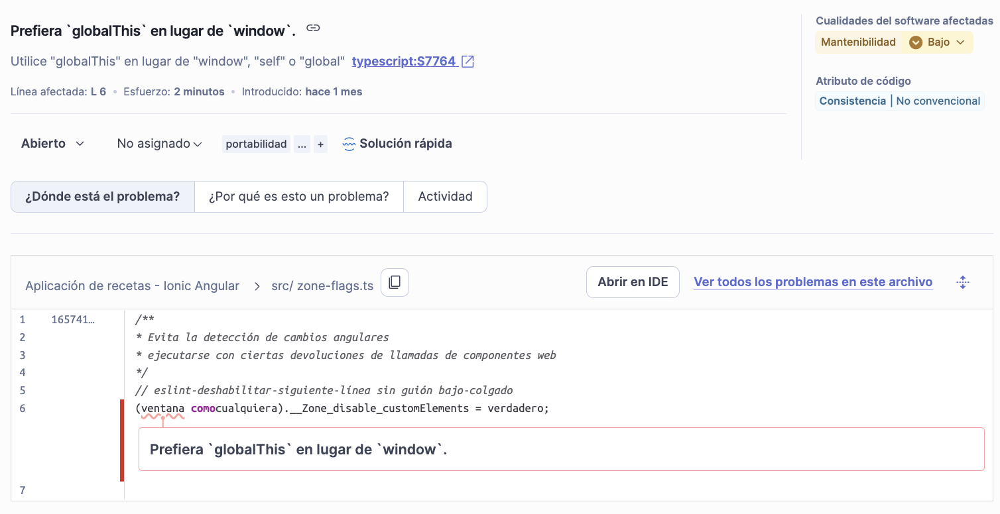 Prefiera `globalThis` en lugar de `window`.
Utilice "globalThis" en lugar de "window", "self" o "global" typescript:S7764
Línea afectada: L 6 • Esfuerzo: 2 minutos • Introducido: hace 1 mes
Cualidades del software afectadas
Mantenibilidad Bajo
Atributo de código
Consistencia | No convencional
Abierto No asignado portabilidad ... + Solución rápida
¿Dónde está el problema? ¿Por qué es esto un problema? Actividad
Aplicación de recetas - Ionic Angular > src/ zone-flags.ts Abrir en IDE Ver todos los problemas en este archivo
1 165741… /**
2 * Evita la detección de cambios angulares
3 * ejecutarse con ciertas devoluciones de llamadas de componentes web
4 */
5 // eslint-deshabilitar-siguiente-línea sin guión bajo-colgado
6 (ventana comocualquiera).__Zone_disable_customElements = verdadero;
Prefiera `globalThis` en lugar de `window`.
7